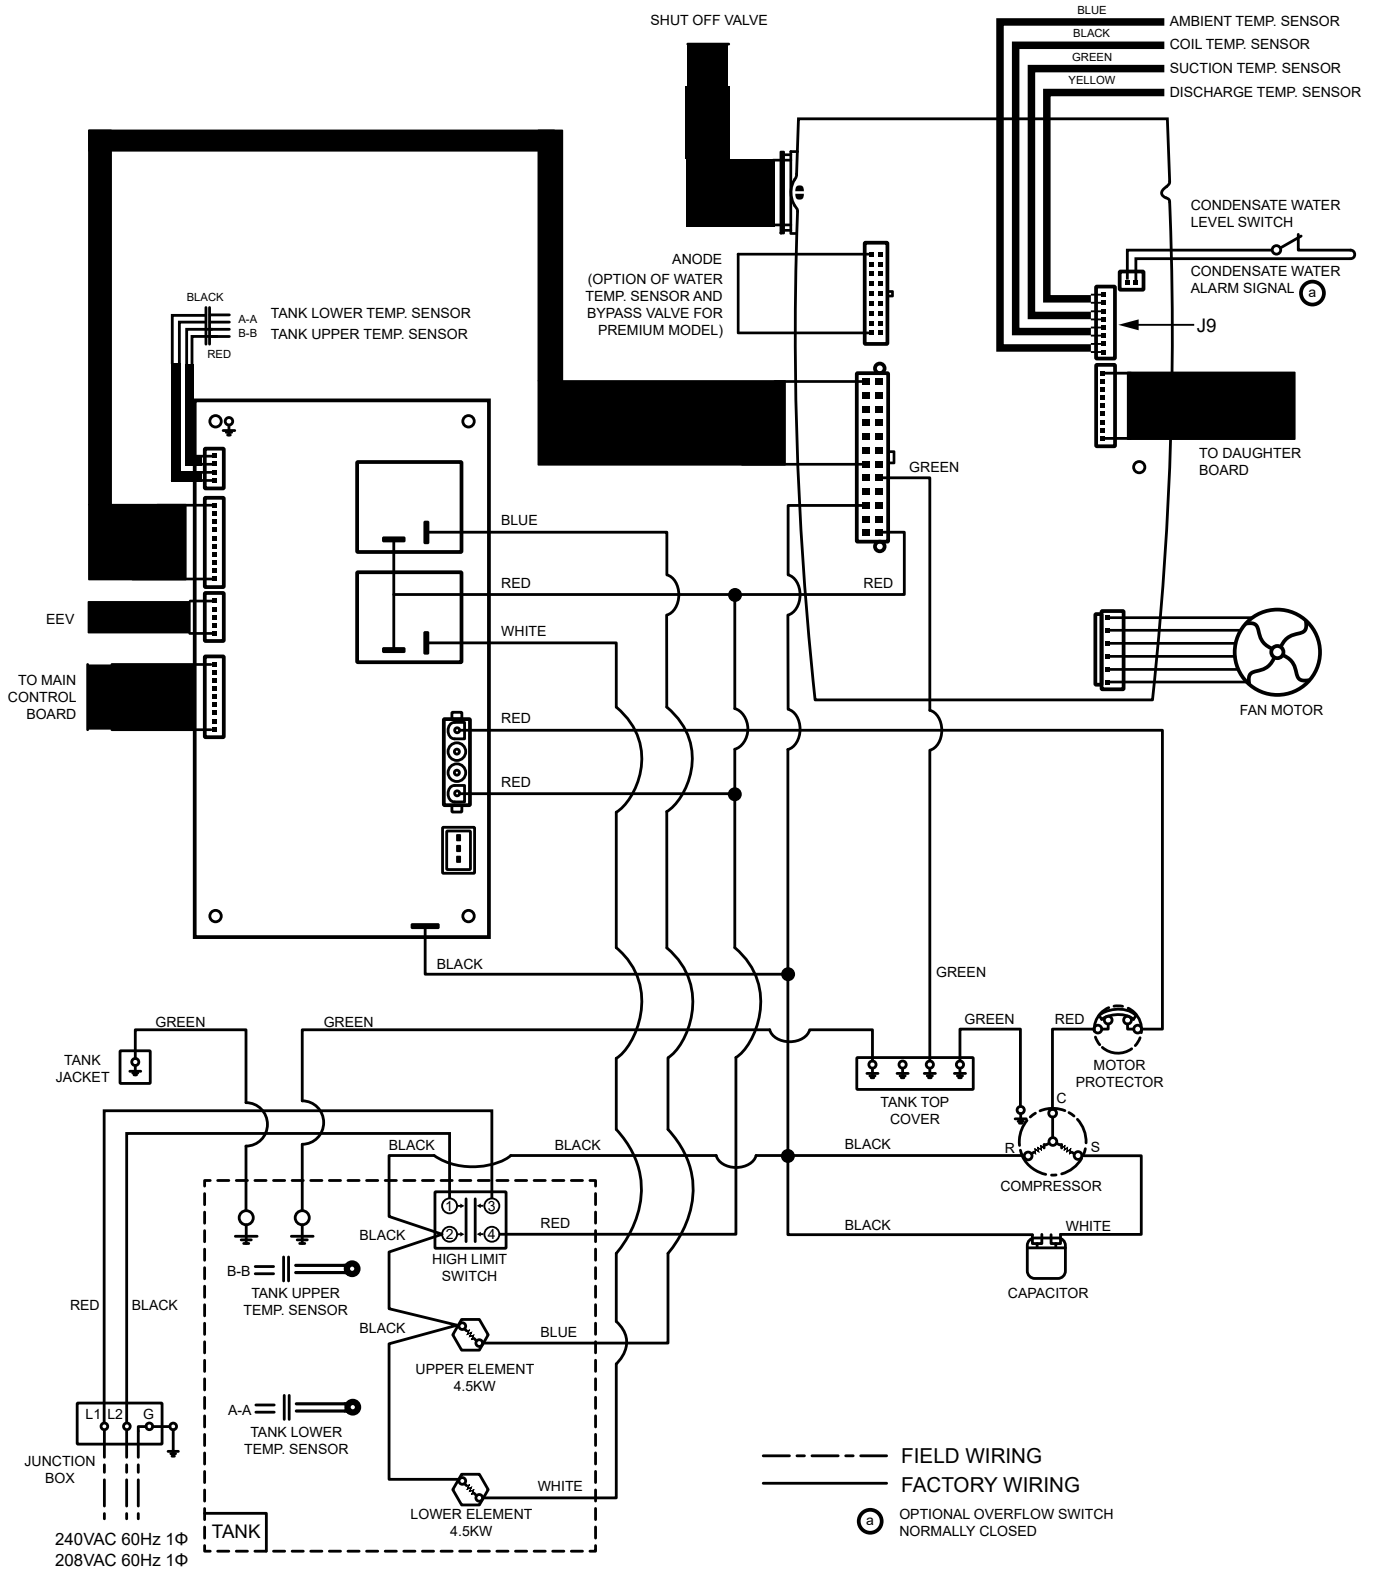 SHUT OFF VALVE
BLUE
AMBIENT TEMP. SENSOR
BLACK
COIL TEMP. SENSOR
GREEN
SUCTION TEMP. SENSOR
YELLOW
DISCHARGE TEMP. SENSOR
CONDENSATE WATER
LEVEL SWITCH
CONDENSATE WATER
ALARM SIGNAL a
J9
ANODE
(OPTION OF WATER
TEMP. SENSOR AND
BYPASS VALVE FOR
PREMIUM MODEL)
BLACK
A-A TANK LOWER TEMP. SENSOR
B-B TANK UPPER TEMP. SENSOR
RED
TO DAUGHTER
BOARD
GREEN
BLUE
RED
RED
WHITE
EEV
TO MAIN
CONTROL
BOARD
FAN MOTOR
RED
RED
BLACK
GREEN
GREEN
GREEN
GREEN
RED
TANK
JACKET
MOTOR
PROTECTOR
TANK TOP
COVER
C
BLACK
BLACK
BLACK
R
S
COMPRESSOR
1
3
2
4
BLACK
RED
BLACK
WHITE
HIGH LIMIT
SWITCH
B-B
TANK UPPER
TEMP. SENSOR
CAPACITOR
RED
BLACK
BLACK
BLUE
UPPER ELEMENT
4.5KW
A-A
TANK LOWER
TEMP. SENSOR
L1 L2 G
JUNCTION
BOX
WHITE
LOWER ELEMENT
4.5KW
TANK
240VAC 60Hz 1Φ
208VAC 60Hz 1Φ
FIELD WIRING
FACTORY WIRING
a OPTIONAL OVERFLOW SWITCH
NORMALLY CLOSED